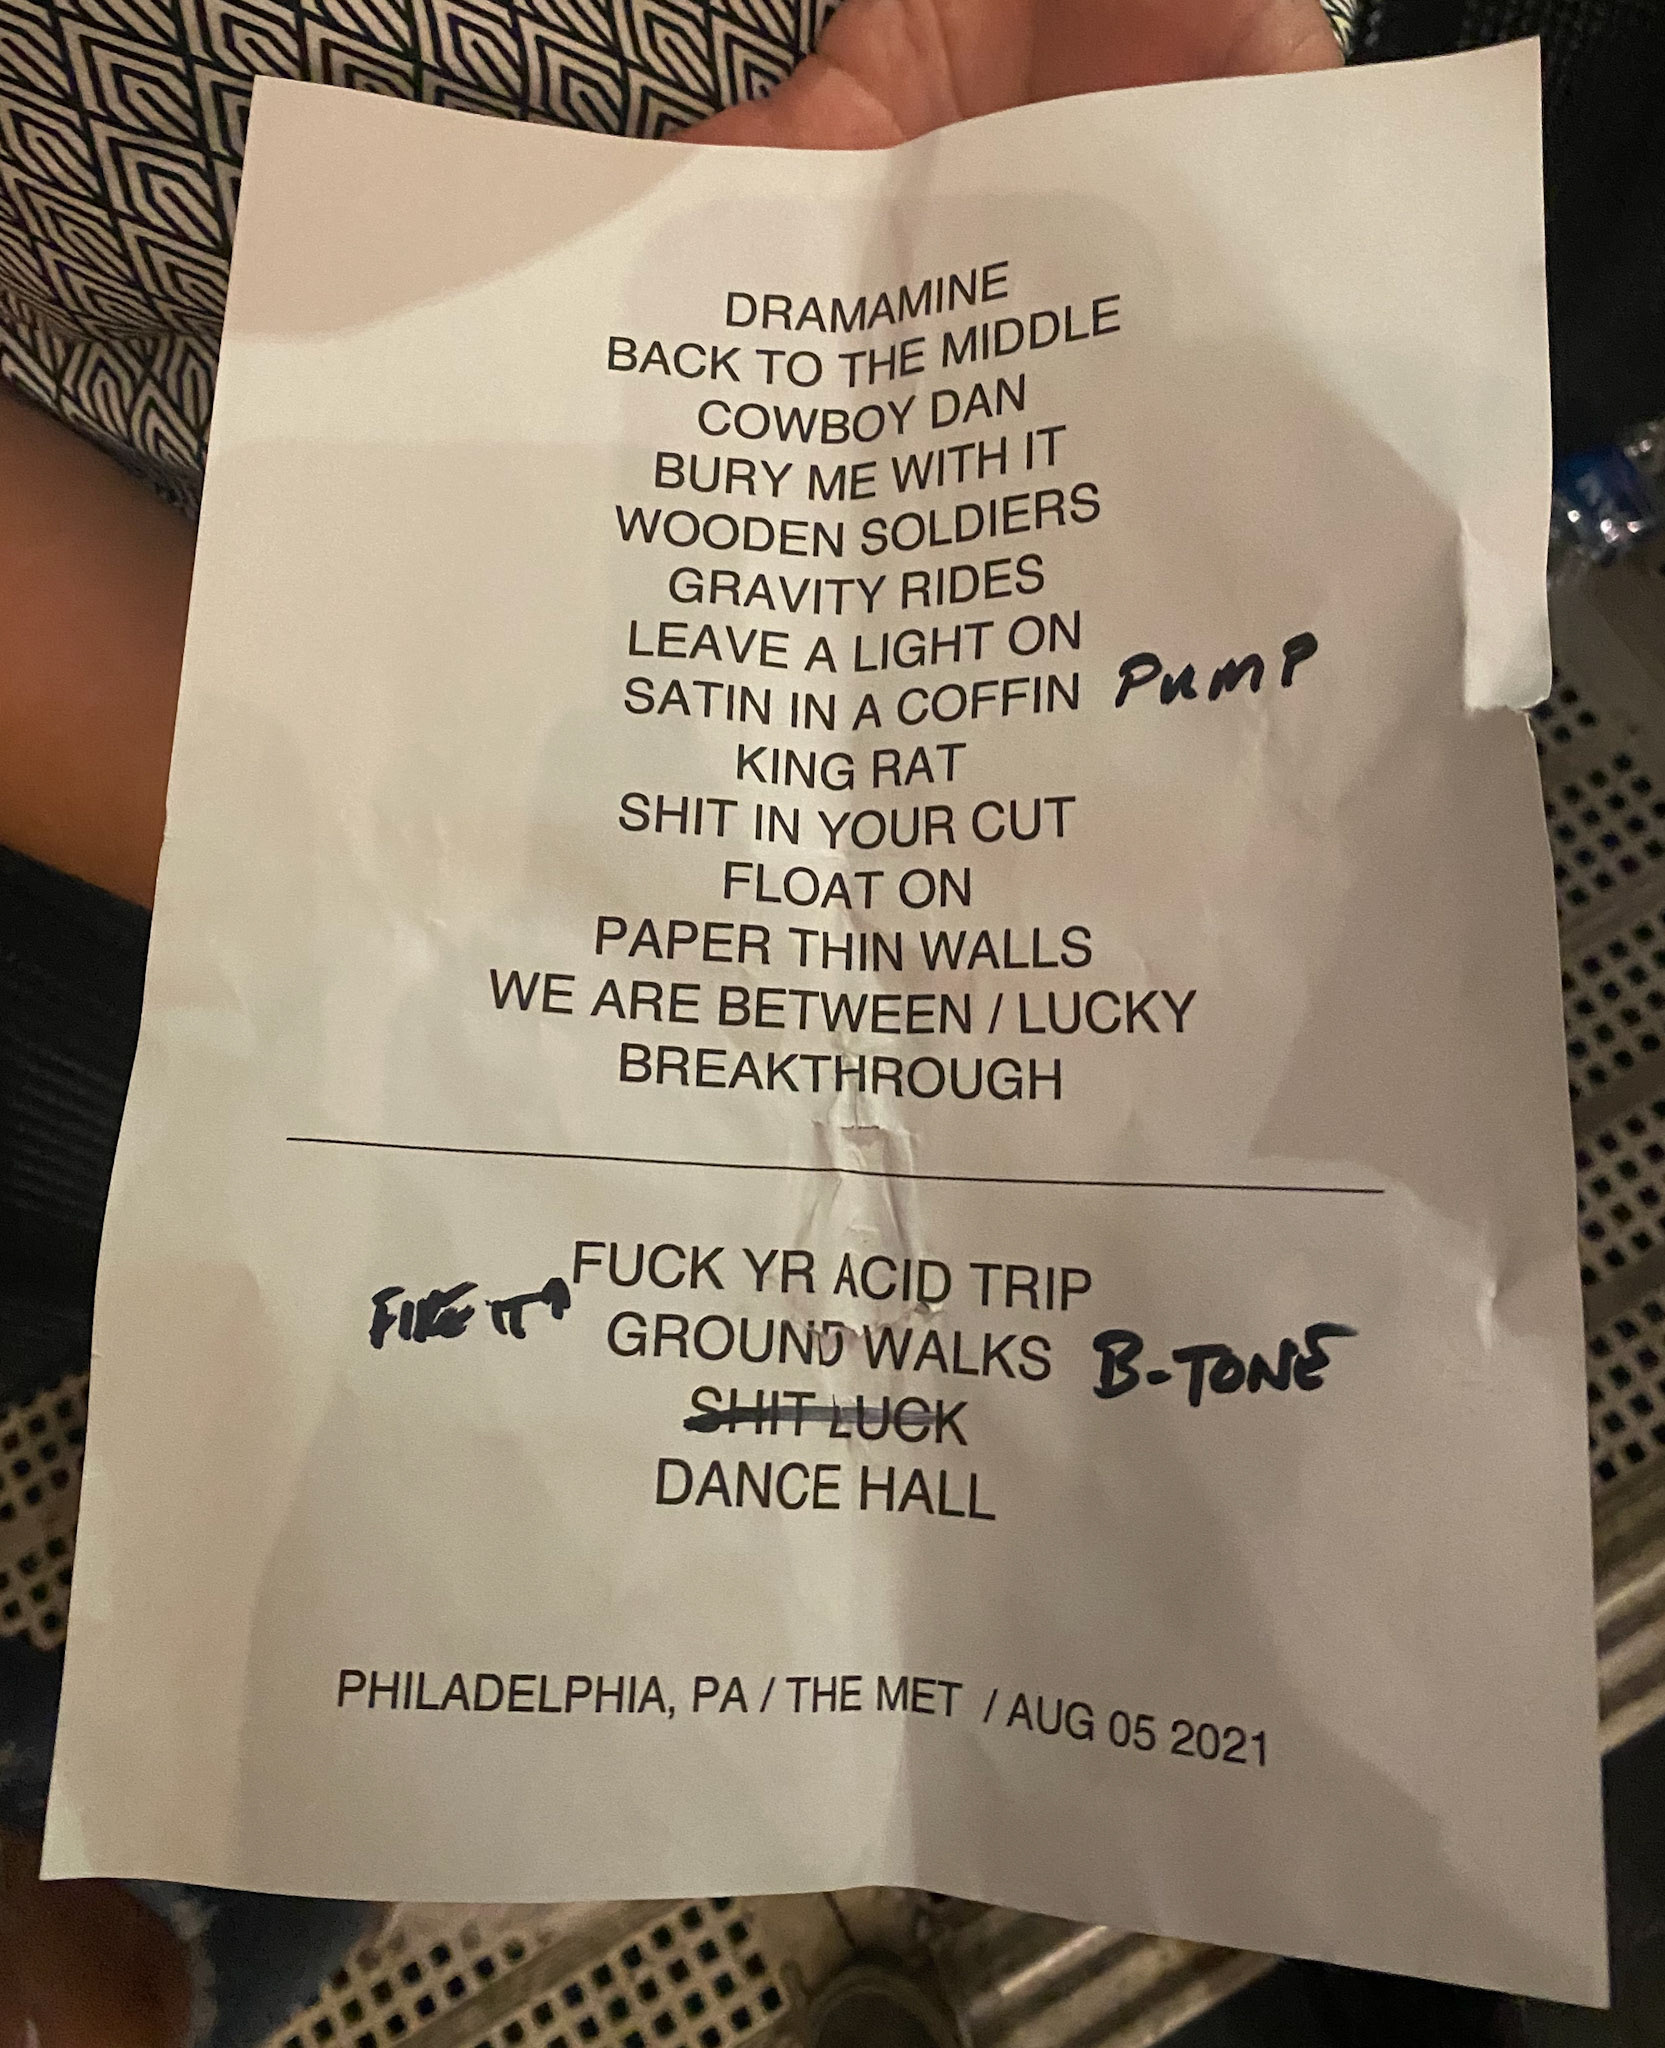 DRAMAMINE
BACK TO THE MIDDLE
COWBOY DAN
BURY ME WITH IT
WOODEN SOLDIERS
GRAVITY RIDES
LEAVE A LIGHT ON
SATIN IN A COFFIN PUMP
KING RAT
SHIT IN YOUR CUT
FLOAT ON
PAPER THIN WALLS
WE ARE BETWEEN / LUCKY
BREAKTHROUGH
FUCK YR ACID TRIP
IT GROUND WALKS B-TONE
SHIT LUCK
DANCE HALL
PHILADELPHIA, PA / THE MET / AUG 05 2021